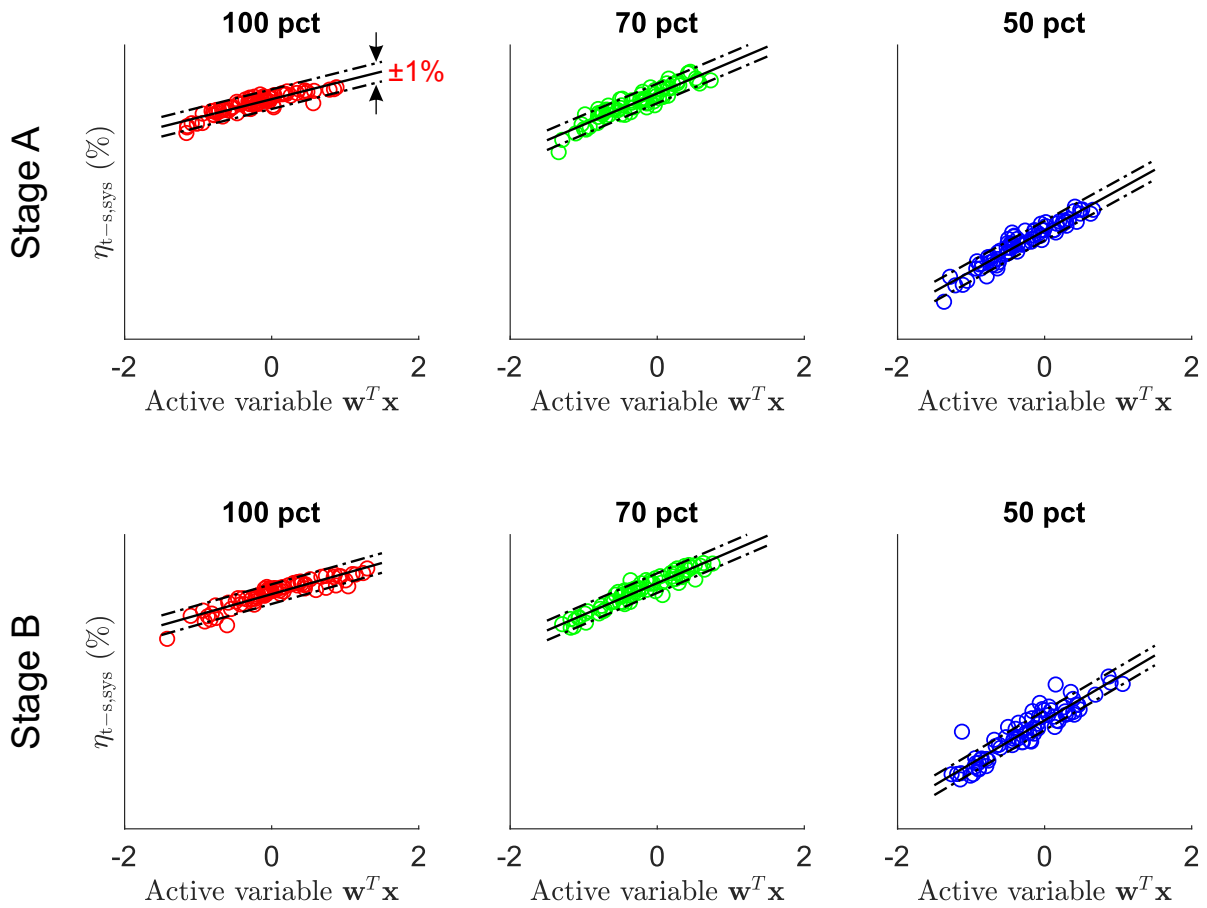 100 pct 70 pct 50 pct
±1%
Stage A
η_{t−s,sys} (%)
-2 0 2 -2 0 2 -2 0 2
Active variable w^T x Active variable w^T x Active variable w^T x
100 pct 70 pct 50 pct
Stage B
η_{t−s,sys} (%)
-2 0 2 -2 0 2 -2 0 2
Active variable w^T x Active variable w^T x Active variable w^T x